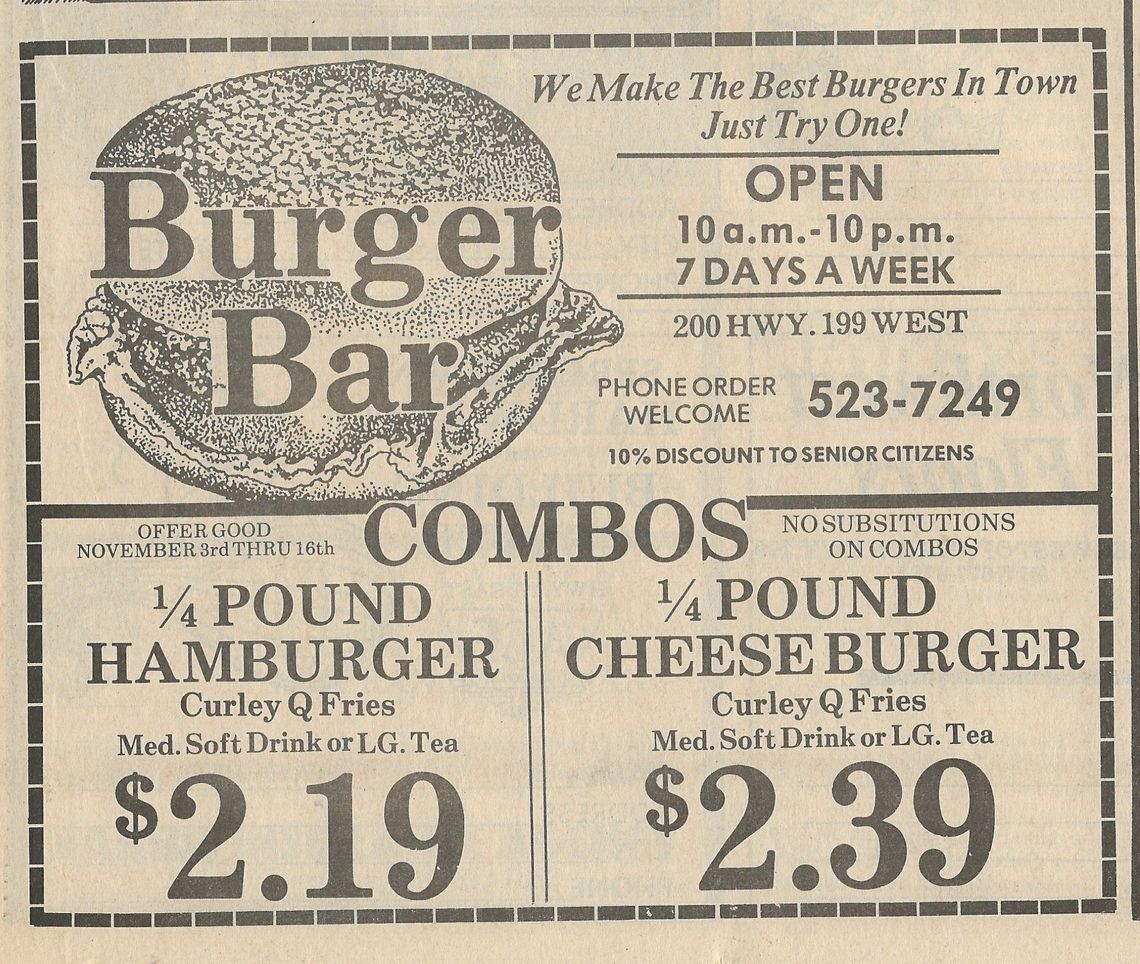 We Make The Best Burgers In Town
Just Try One!
Burger
Bar
OPEN
10 a.m.-10 p.m.
7 DAYS A WEEK
200 HWY. 199 WEST
PHONE ORDER
WELCOME
523-7249
10% DISCOUNT TO SENIOR CITIZENS
OFFER GOOD
NOVEMBER 3rd THRU 16th
COMBOS
NO SUBSITUTIONS
ON COMBOS
1/4 POUND
HAMBURGER
Curley Q Fries
Med. Soft Drink or LG. Tea
$2.19
1/4 POUND
CHEESE BURGER
Curley Q Fries
Med. Soft Drink or LG. Tea
$2.39